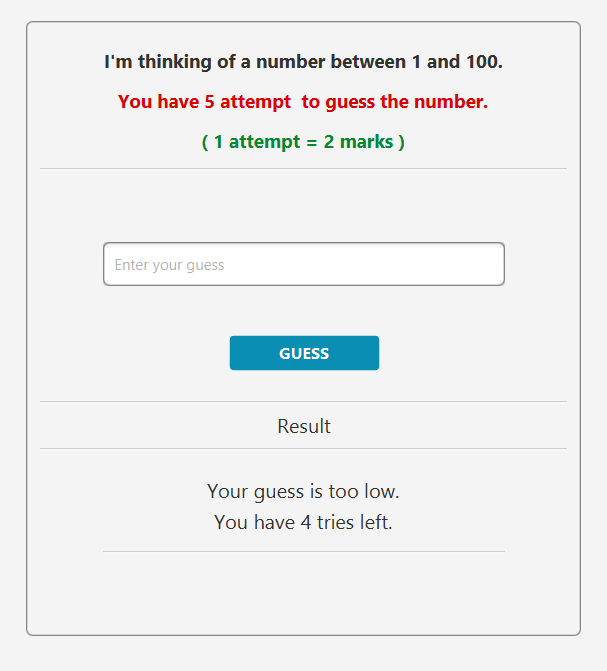 I'm thinking of a number between 1 and 100.
You have 5 attempt  to guess the number.
( 1 attempt = 2 marks )
Enter your guess
GUESS
Result
Your guess is too low.
You have 4 tries left.